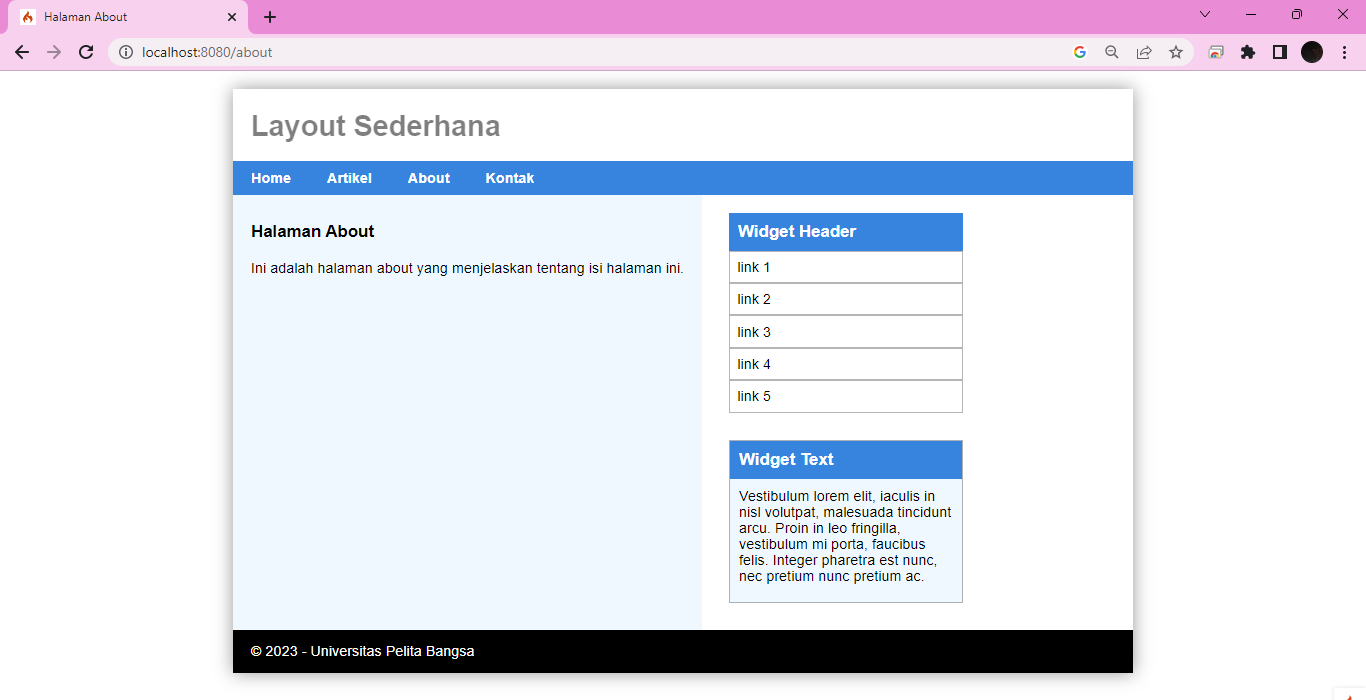 Halaman About
localhost:8080/about
Layout Sederhana
Home Artikel About Kontak
Halaman About
Ini adalah halaman about yang menjelaskan tentang isi halaman ini.
Widget Header
link 1
link 2
link 3
link 4
link 5
Widget Text
Vestibulum lorem elit, iaculis in
nisl volutpat, malesuada tincidunt
arcu. Proin in leo fringilla,
vestibulum mi porta, faucibus
felis. Integer pharetra est nunc,
nec pretium nunc pretium ac.
© 2023 - Universitas Pelita Bangsa